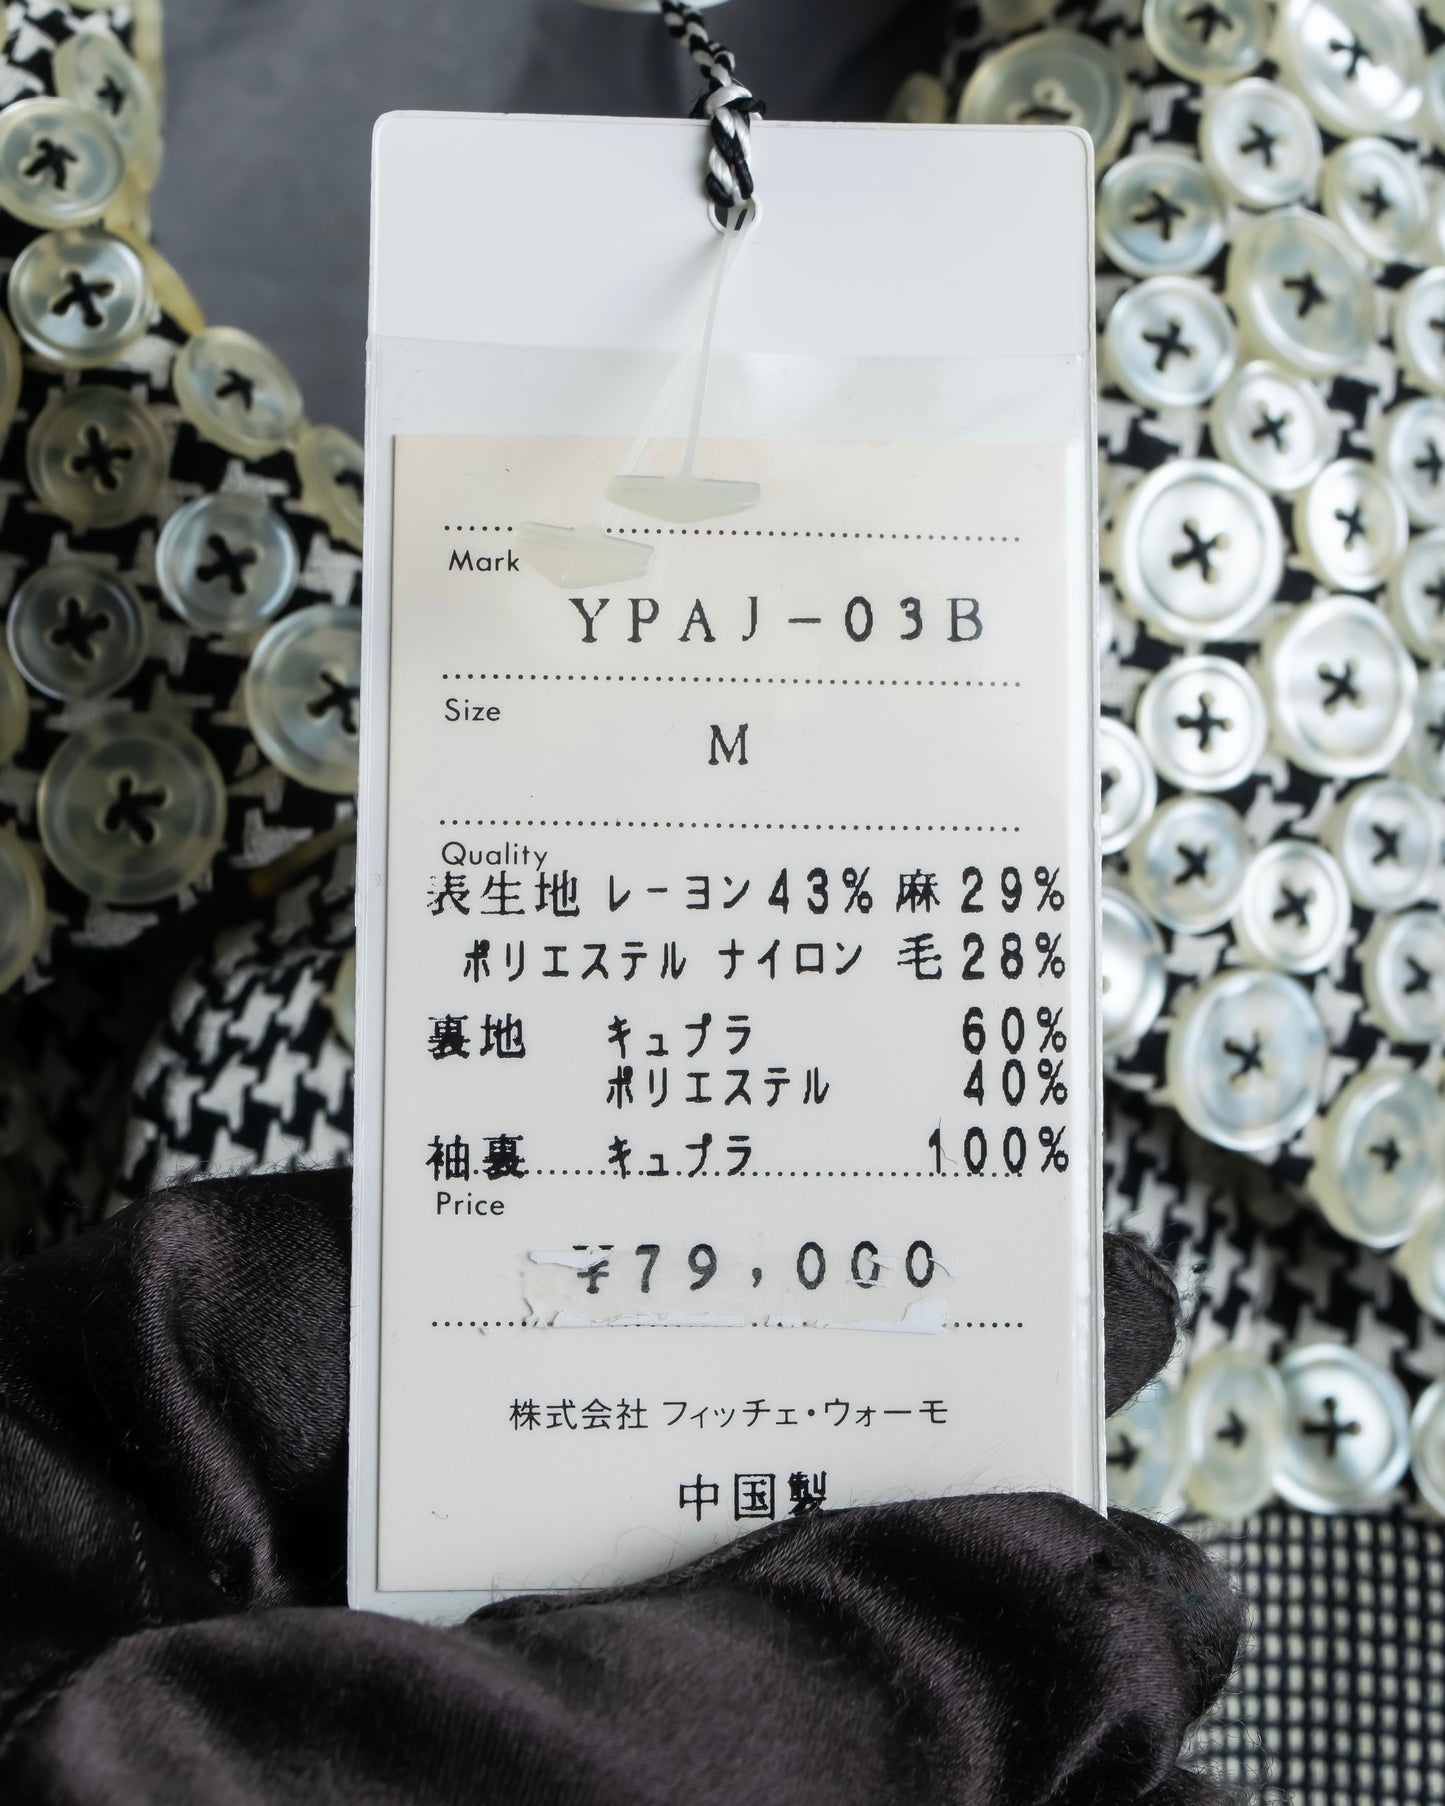 Mark
YPAJ-03B
Size
M
Quality
表生地 レーヨン43% 麻29%
ポリエステル ナイロン 毛28%
裏地 キュプラ 60%
ポリエステル 40%
袖裏 キュプラ 100%
Price
¥79,000
株式会社 フィッチェ・ウォーモ
中国製